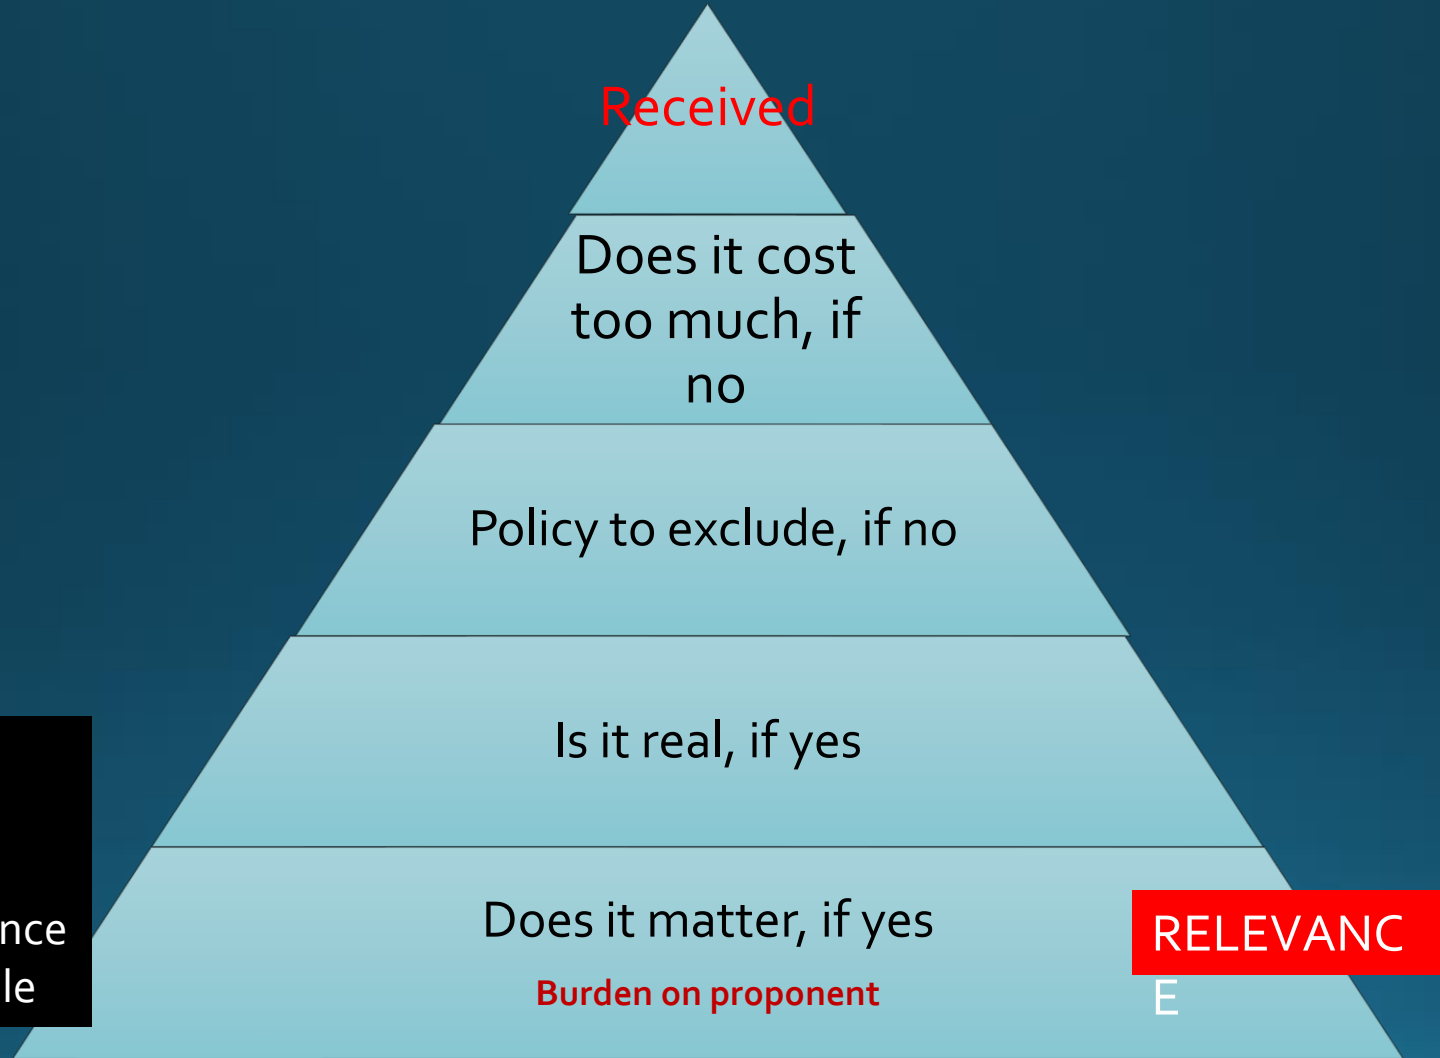 Received
Does it cost
too much, if
no
Policy to exclude, if no
Is it real, if yes
Does it matter, if yes
Burden on proponent
nce
le
RELEVANC
E